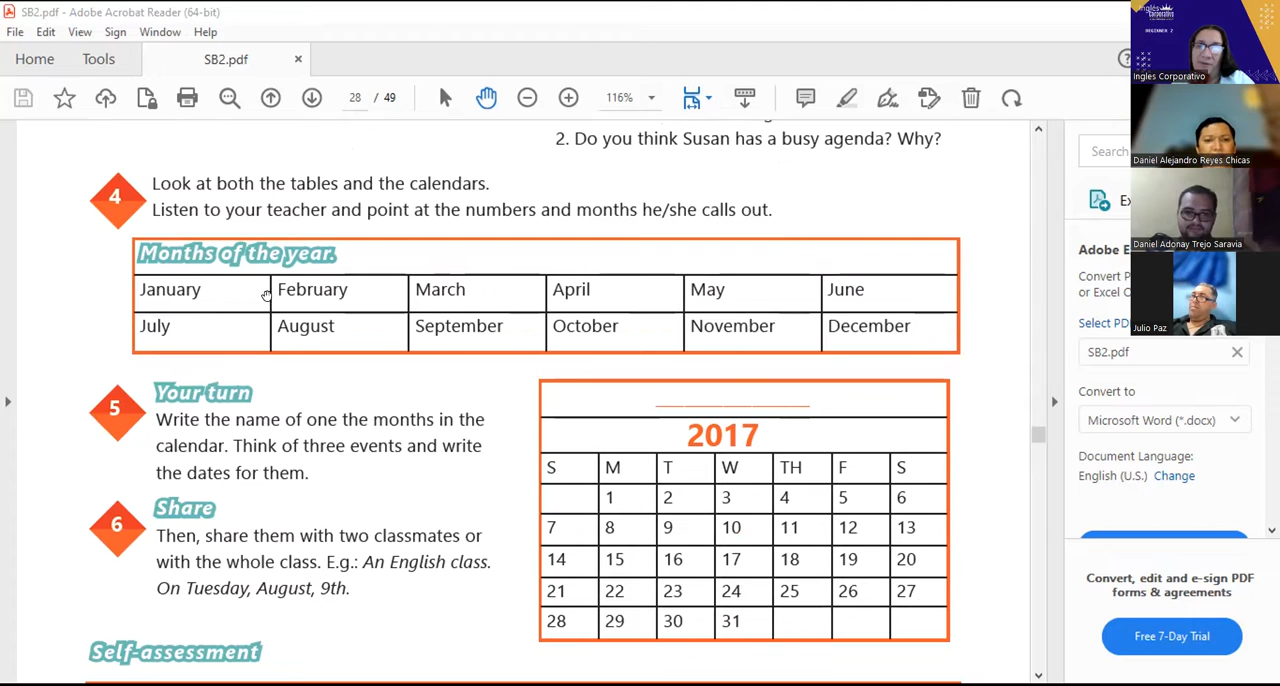 SB2.pdf - Adobe Acrobat Reader (64-bit)
File Edit View Sign Window Help
Home Tools SB2.pdf ×
28 / 49 116%
2. Do you think Susan has a busy agenda? Why?
4 Look at both the tables and the calendars.
Listen to your teacher and point at the numbers and months he/she calls out.
Months of the year.
January February March April May June
July August September October November December
5 Your turn
Write the name of one the months in the
calendar. Think of three events and write
the dates for them.
6 Share
Then, share them with two classmates or
with the whole class. E.g.: An English class.
On Tuesday, August, 9th.
2017
S M T W TH F S
1 2 3 4 5 6
7 8 9 10 11 12 13
14 15 16 17 18 19 20
21 22 23 24 25 26 27
28 29 30 31
Self-assessment
Inglés
Corporativo
BEGINNER 2
Ingles Corporativo
Daniel Alejandro Reyes Chicas
Daniel Adonay Trejo Saravia
Julio Paz
Search
Ex
Adobe E
Convert P
or Excel O
Select PD
SB2.pdf
Convert to
Microsoft Word (*.docx)
Document Language:
English (U.S.) Change
Convert, edit and e-sign PDF
forms & agreements
Free 7-Day Trial